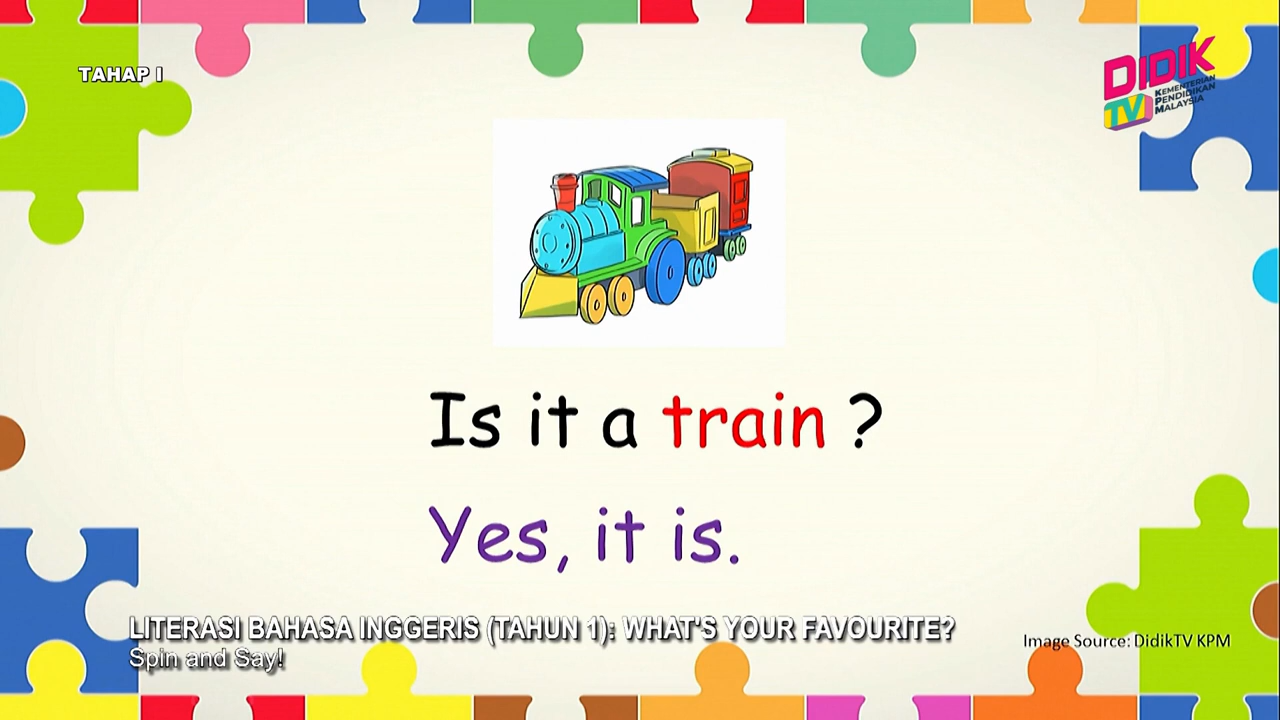 TAHAP I
DIDIK
TV
KEMENTERIAN
PENDIDIKAN
MALAYSIA
Is it a train ?
Yes, it is.
LITERASI BAHASA INGGERIS (TAHUN 1): WHAT'S YOUR FAVOURITE?
Spin and Say!
Image Source: DidikTV KPM